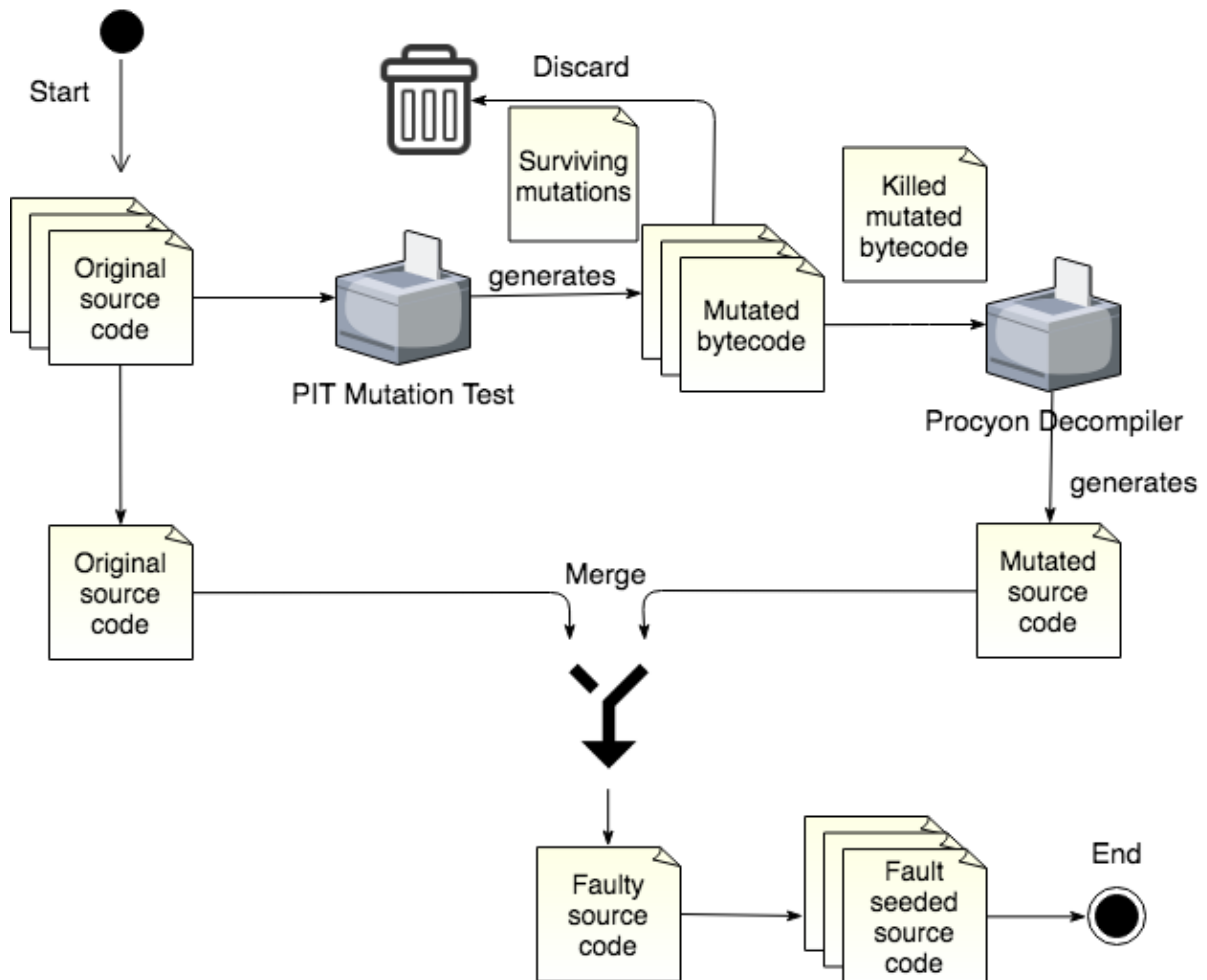 Start
Discard
Surviving
mutations
Killed
mutated
bytecode
Original
source
code
generates
Mutated
bytecode
PIT Mutation Test
Procyon Decompiler
generates
Original
source
code
Merge
Mutated
source
code
Faulty
source
code
Fault
seeded
source
code
End